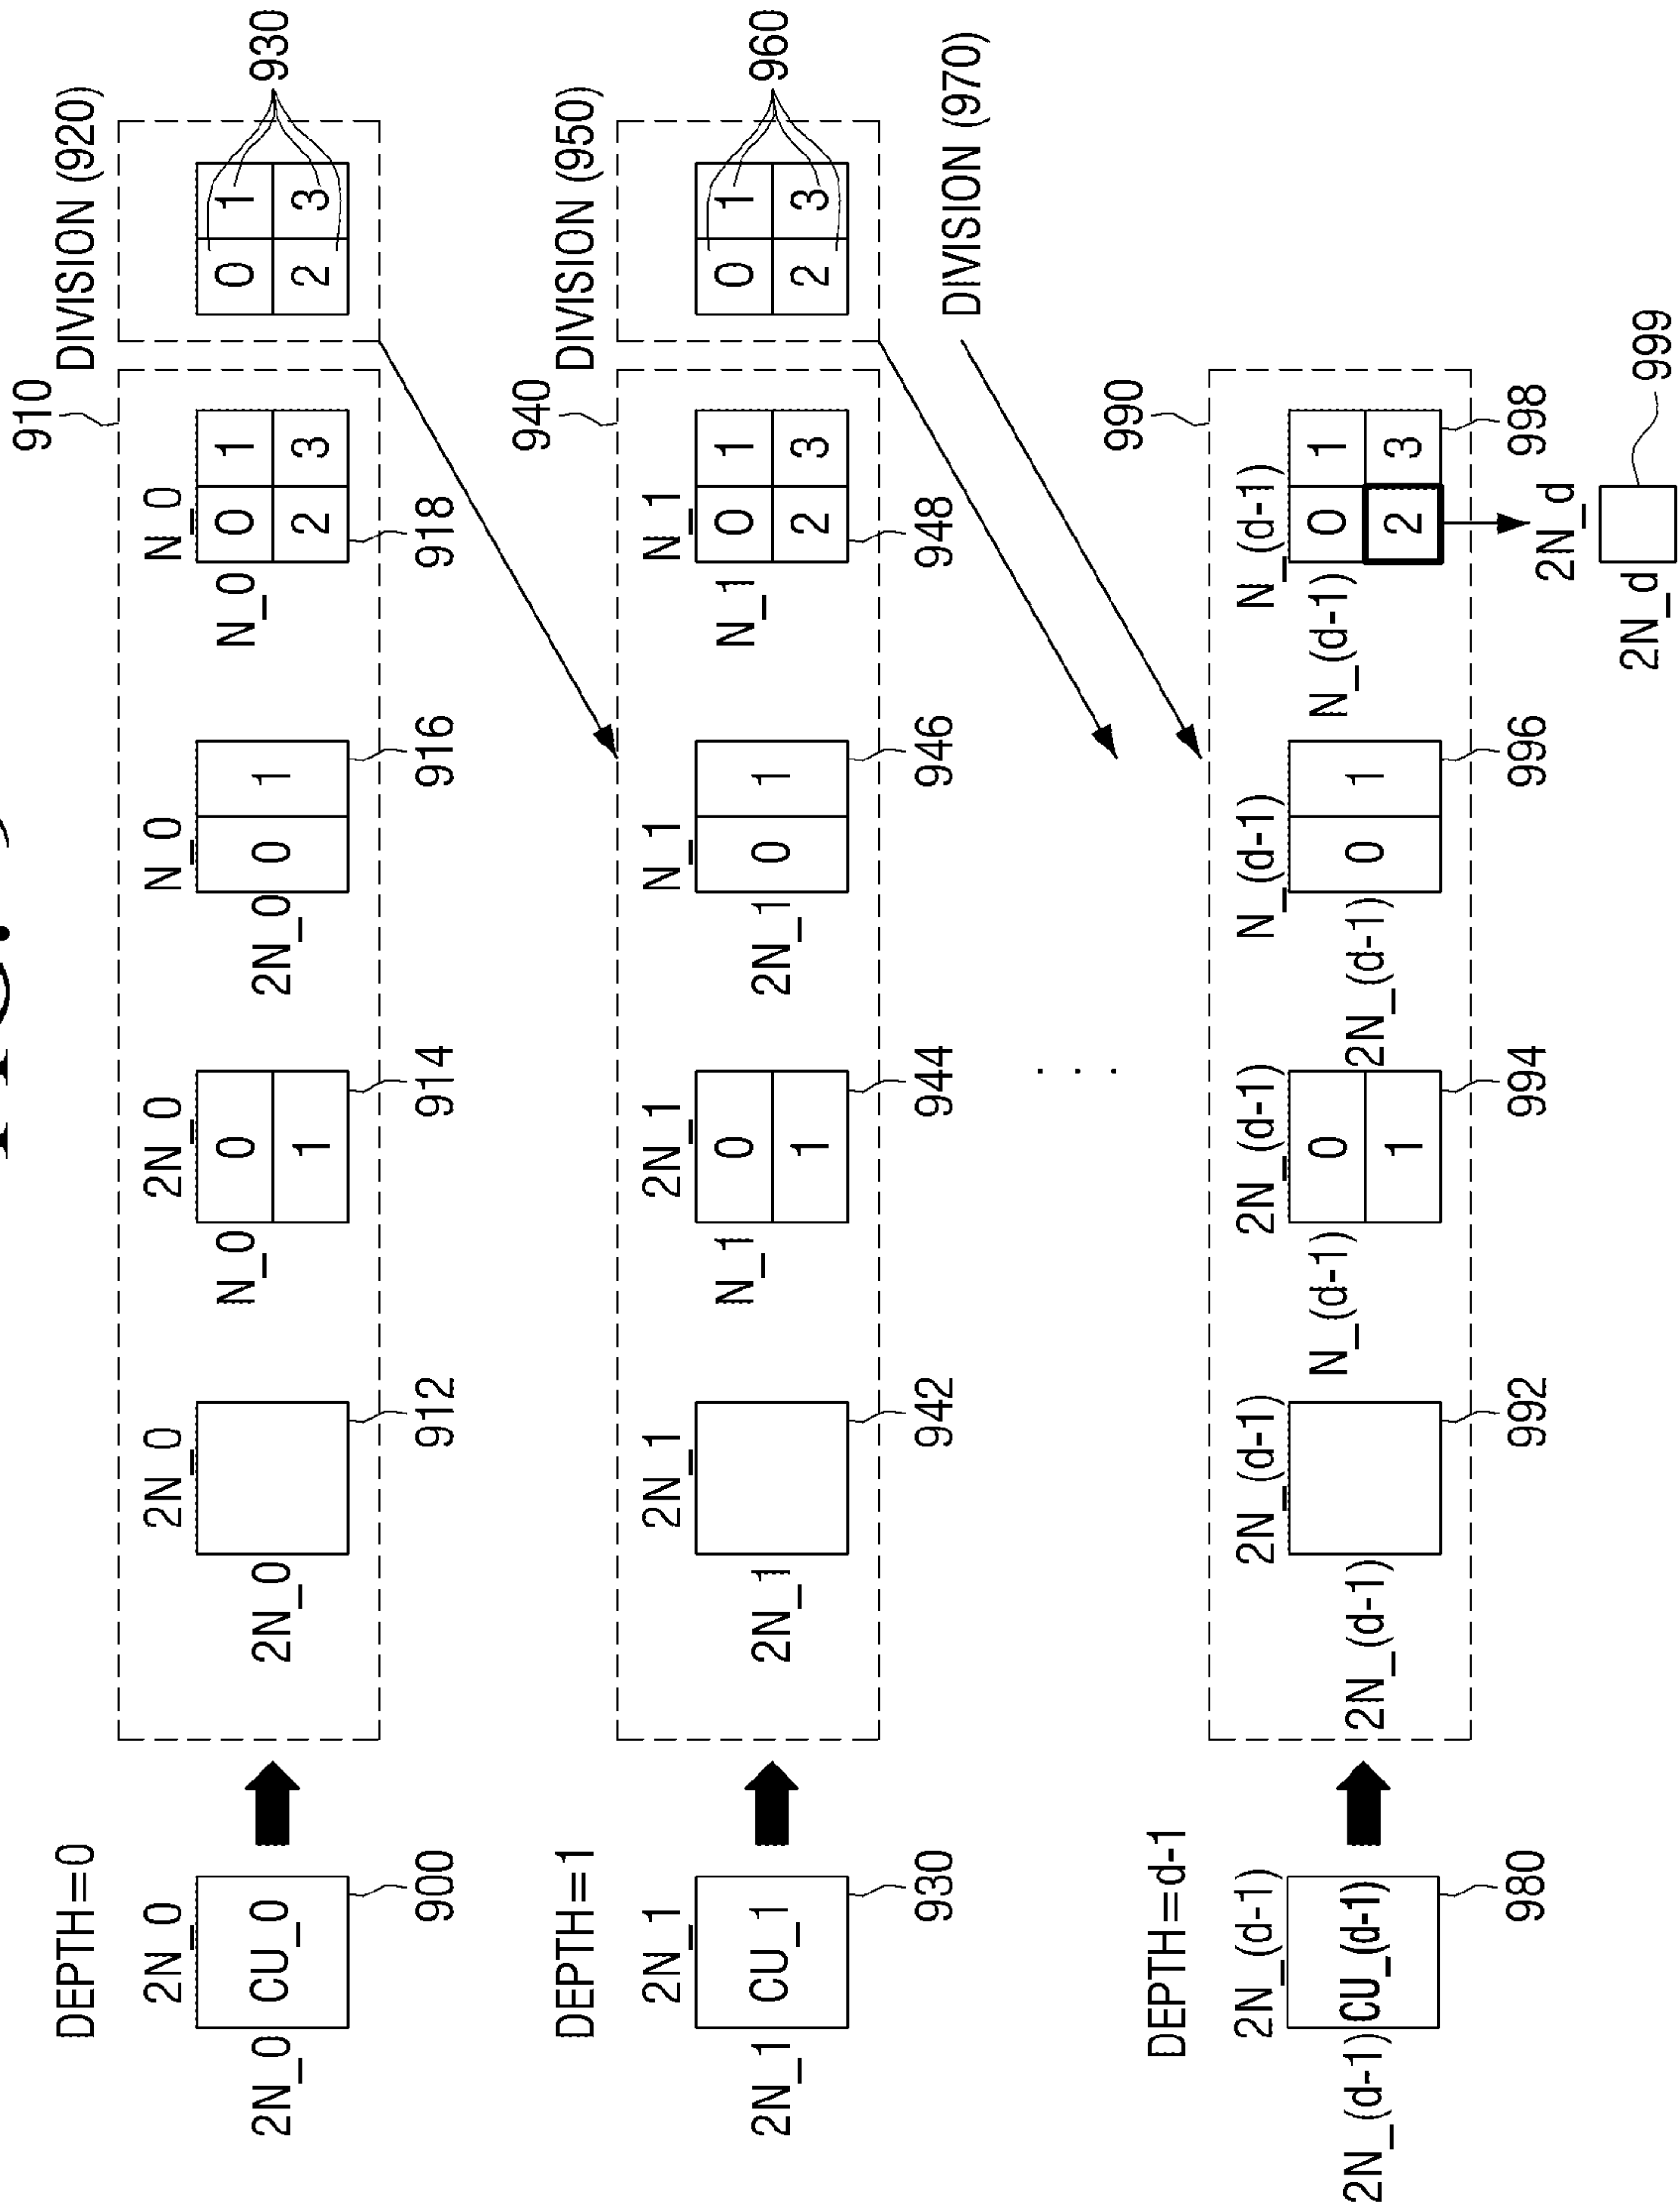 DEPTH=0
2N_0
2N_0
CU_0
900
910
2N_0
2N_0
912
2N_0
N_0
0
1
914
N_0
2N_0
0 1
916
N_0
N_0
0 1
2 3
918
DIVISION (920)
0 1
2 3
930
DEPTH=1
2N_1
2N_1
CU_1
930
940
2N_1
2N_1
942
2N_1
N_1
0
1
944
N_1
2N_1
0 1
946
N_1
N_1
0 1
2 3
948
DIVISION (950)
0 1
2 3
960
. . .
DIVISION (970)
DEPTH=d-1
2N_(d-1)
2N_(d-1)
CU_(d-1)
980
990
2N_(d-1)
2N_(d-1)
992
2N_(d-1)
N_(d-1)
0
1
994
N_(d-1)
2N_(d-1)
0 1
996
N_(d-1)
N_(d-1)
0 1
2 3
998
2N_d
2N_d
999